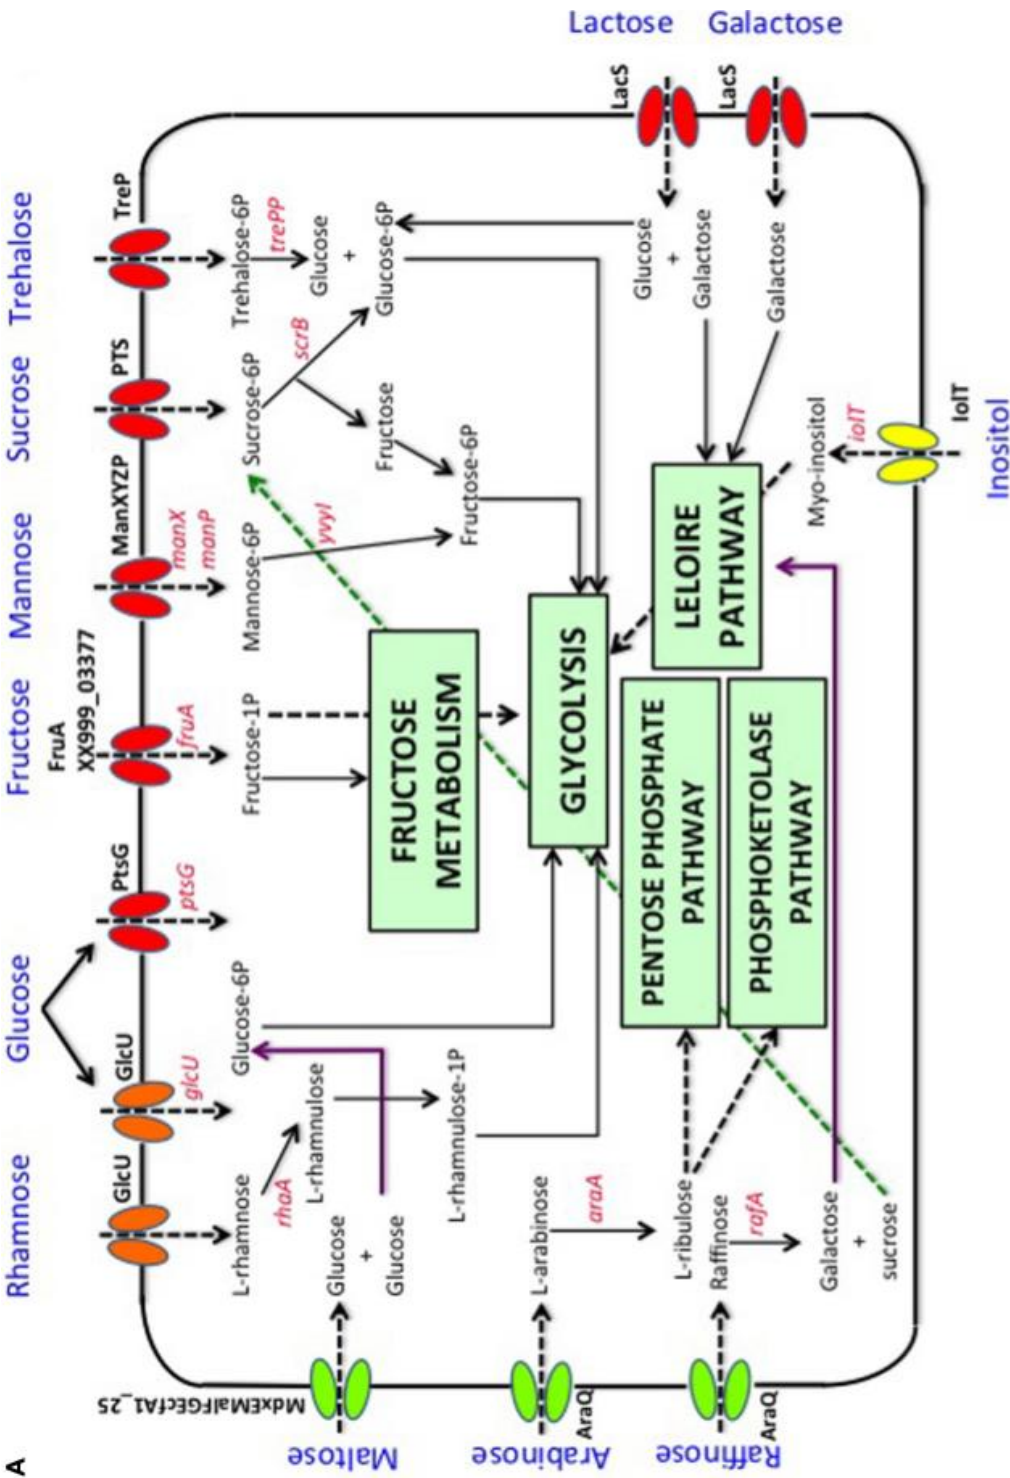 A
Rhamnose
Glucose
Fructose
Mannose
Sucrose
Trehalose
GlcU
GlcU
PtsG
FruA
XX999_03377
ManXYZP
PTS
TreP
glcU
ptsG
fruA
manX
manP
L-rhamnose
Glucose-6P
Fructose-1P
Mannose-6P
Sucrose-6P
Trehalose-6P
rhaA
L-rhamnulose
yvyI
scrB
trePP
Glucose
+
Glucose
Glucose
+
Glucose-6P
Fructose
Fructose-6P
L-rhamnulose-1P
FRUCTOSE
METABOLISM
GLYCOLYSIS
MdxEMalFGEcfA1_25
Maltose
L-arabinose
araA
L-ribulose
AraQ
Arabinose
PENTOSE PHOSPHATE
PATHWAY
LELOIRE
PATHWAY
Glucose
+
Galactose
LacS
Lactose
Raffinose
rafA
Galactose
+
sucrose
AraQ
Raffinose
PHOSPHOKETOLASE
PATHWAY
Galactose
LacS
Galactose
Myo-inositol
iolT
IolT
Inositol